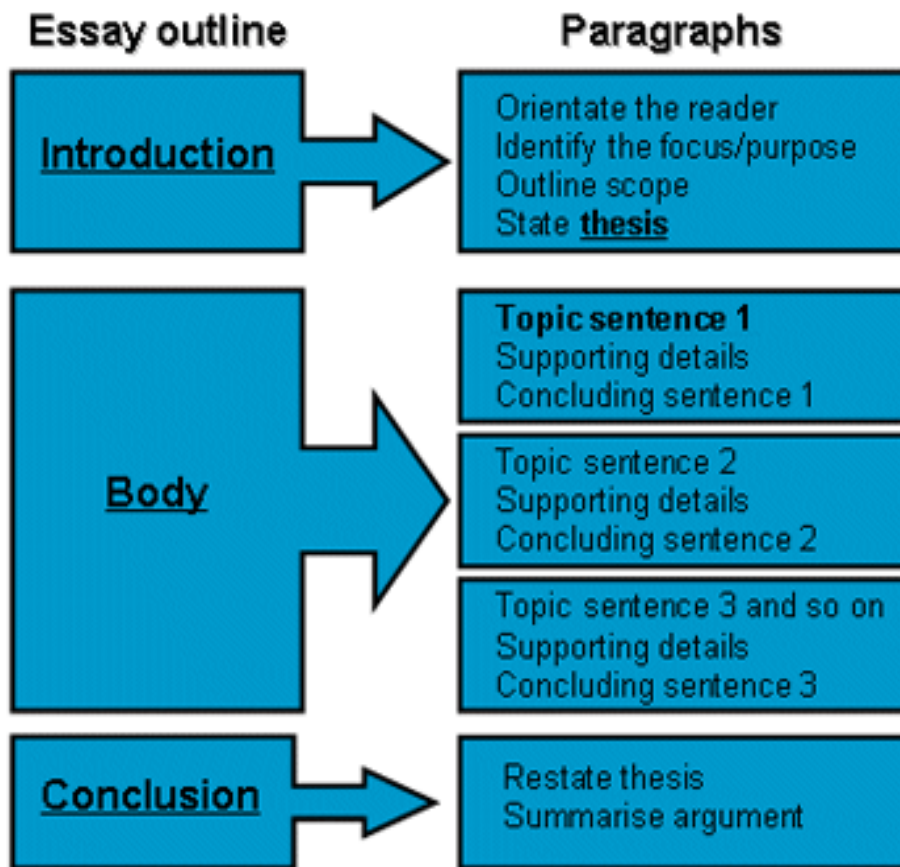 Essay outline
Paragraphs
Introduction
Orientate the reader
Identify the focus/purpose
Outline scope
State thesis
Body
Topic sentence 1
Supporting details
Concluding sentence 1
Topic sentence 2
Supporting details
Concluding sentence 2
Topic sentence 3 and so on
Supporting details
Concluding sentence 3
Conclusion
Restate thesis
Summarise argument